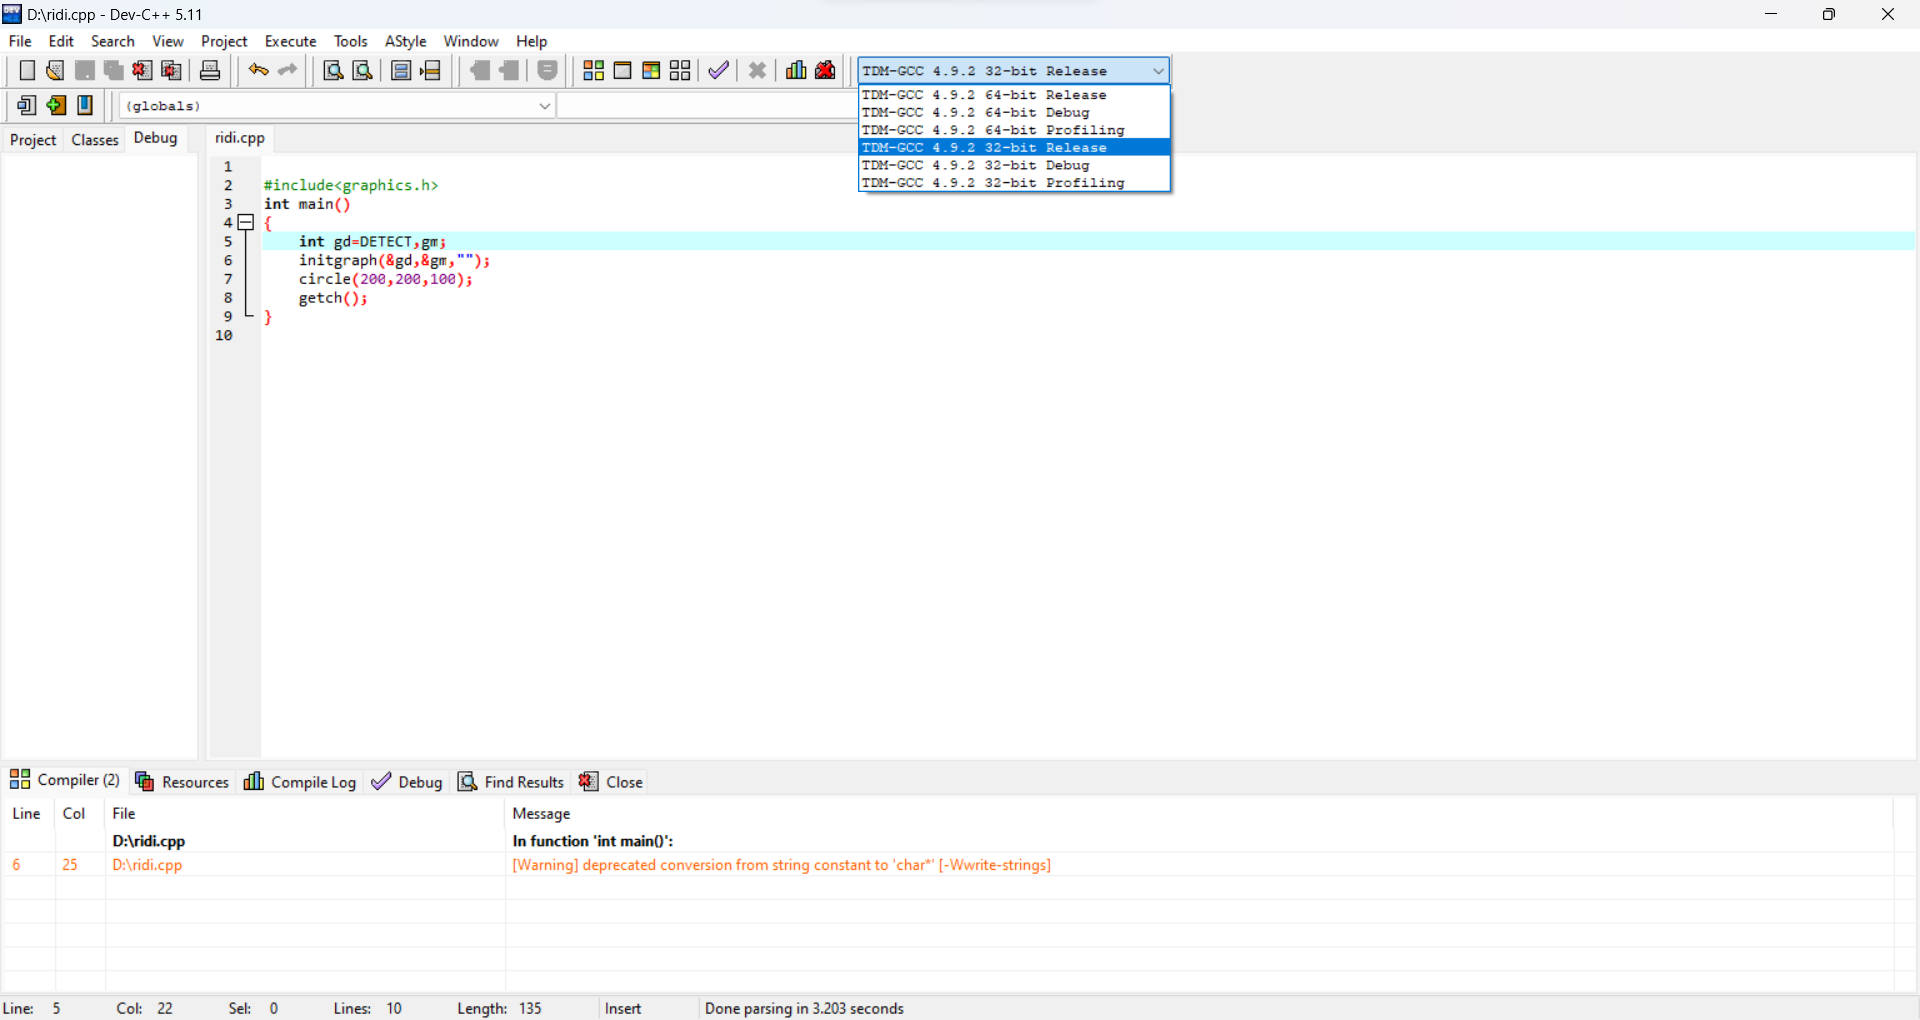 D:\ridi.cpp - Dev-C++ 5.11
File Edit Search View Project Execute Tools AStyle Window Help
TDM-GCC 4.9.2 32-bit Release
TDM-GCC 4.9.2 64-bit Release
TDM-GCC 4.9.2 64-bit Debug
TDM-GCC 4.9.2 64-bit Profiling
TDM-GCC 4.9.2 32-bit Release
TDM-GCC 4.9.2 32-bit Debug
TDM-GCC 4.9.2 32-bit Profiling
(globals)
Project Classes Debug ridi.cpp
1
2 #include<graphics.h>
3 int main()
4 {
5 int gd=DETECT,gm;
6 initgraph(&gd,&gm,"");
7 circle(200,200,100);
8 getch();
9 }
10
Compiler (2) Resources Compile Log Debug Find Results Close
Line Col File Message
D:\ridi.cpp In function 'int main()':
6 25 D:\ridi.cpp [Warning] deprecated conversion from string constant to 'char*' [-Wwrite-strings]
Line: 5 Col: 22 Sel: 0 Lines: 10 Length: 135 Insert Done parsing in 3.203 seconds